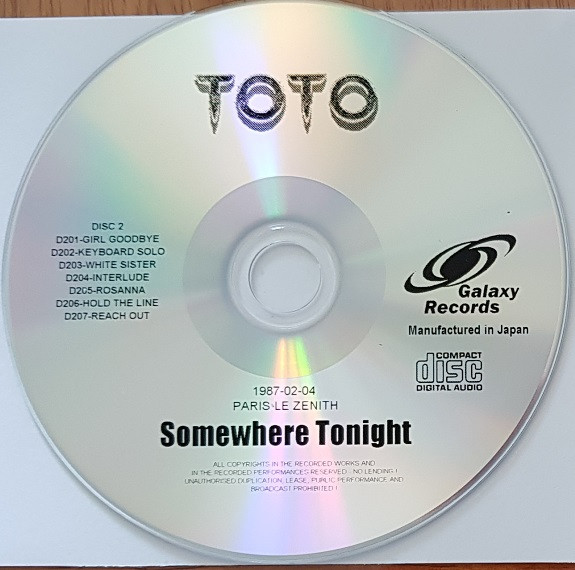 TOTO
DISC 2
D201-GIRL GOODBYE
D202-KEYBOARD SOLO
D203-WHITE SISTER
D204-INTERLUDE
D205-ROSANNA
D206-HOLD THE LINE
D207-REACH OUT
Galaxy
Records
Manufactured in Japan
COMPACT
disc
DIGITAL AUDIO
1987-02-04
PARIS-LE ZENITH
Somewhere Tonight
ALL COPYRIGHTS IN THE RECORDED WORKS AND
IN THE RECORDED PERFORMANCES RESERVED. NO LENDING !
UNAUTHORISED DUPLICATION, LEASE, PUBLIC PERFORMANCE AND
BROADCAST PROHIBITED !